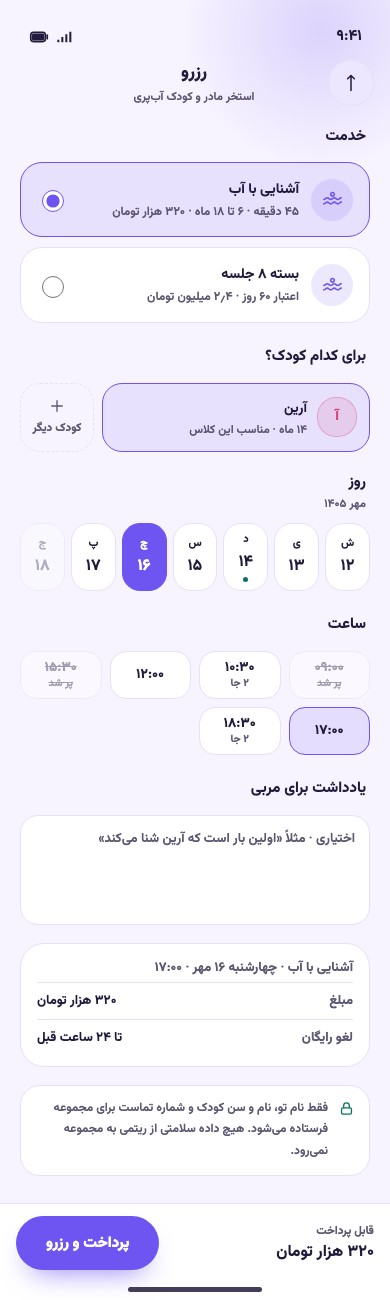 ۹:۴۱
رزرو
استخر مادر و کودک آب‌پری
خدمت
آشنایی با آب
۴۵ دقیقه · ۶ تا ۱۸ ماه · ۳۲۰ هزار تومان
بسته ۸ جلسه
اعتبار ۶۰ روز · ۲٫۴ میلیون تومان
برای کدام کودک؟
آ
آرین
۱۴ ماه · مناسب این کلاس
+
کودک دیگر
روز
مهر ۱۴۰۵
ش ی د س چ پ ج
۱۲ ۱۳ ۱۴ ۱۵ ۱۶ ۱۷ ۱۸
ساعت
۰۹:۰۰ ۱۰:۳۰ ۱۲:۰۰ ۱۵:۳۰
پر شد ۲ جا پر شد
۱۷:۰۰ ۱۸:۳۰
۲ جا
یادداشت برای مربی
اختیاری · مثلاً «اولین بار است که آرین شنا می‌کند»
آشنایی با آب · چهارشنبه ۱۶ مهر · ۱۷:۰۰
مبلغ ۳۲۰ هزار تومان
لغو رایگان تا ۲۴ ساعت قبل
فقط نام تو، نام و سن کودک و شماره تماست برای مجموعه
فرستاده می‌شود. هیچ داده سلامتی از ریتمی به مجموعه
نمی‌رود.
قابل پرداخت
۳۲۰ هزار تومان
پرداخت و رزرو